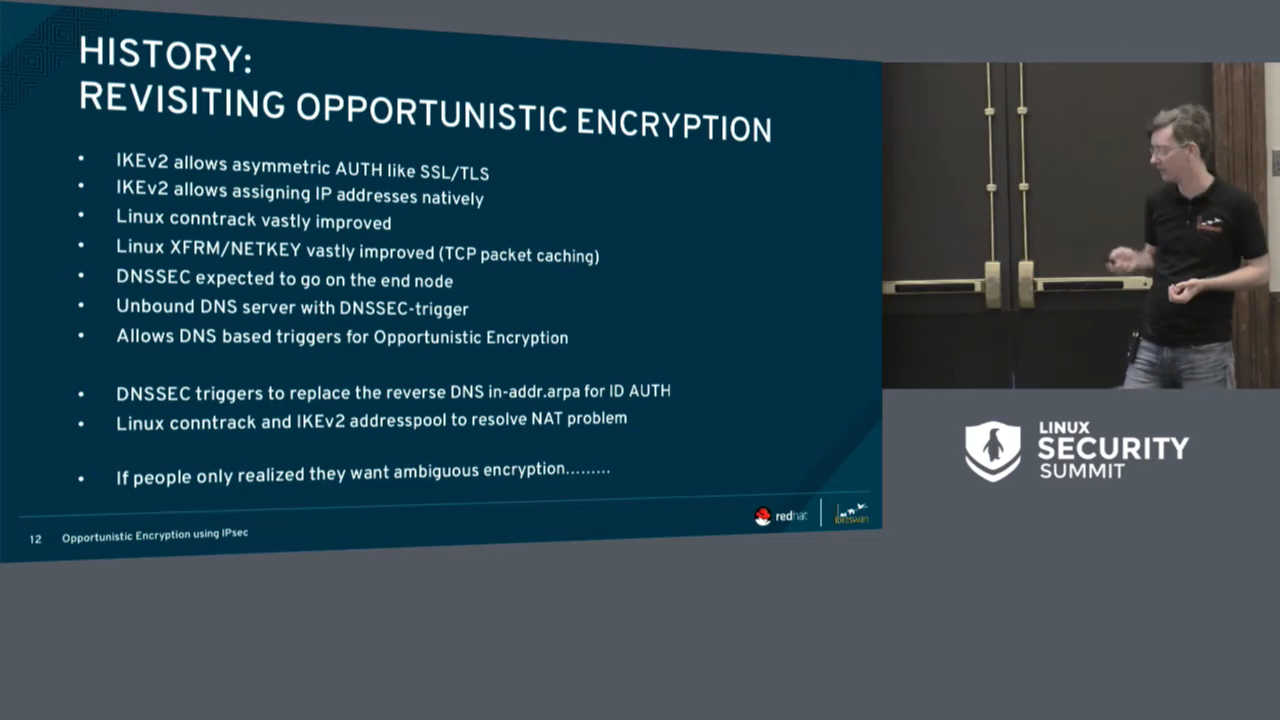 HISTORY:
REVISITING OPPORTUNISTIC ENCRYPTION
• IKEv2 allows asymmetric AUTH like SSL/TLS
• IKEv2 allows assigning IP addresses natively
• Linux conntrack vastly improved
• Linux XFRM/NETKEY vastly improved (TCP packet caching)
• DNSSEC expected to go on the end node
• Unbound DNS server with DNSSEC-trigger
• Allows DNS based triggers for Opportunistic Encryption
• DNSSEC triggers to replace the reverse DNS in-addr.arpa for ID AUTH
• Linux conntrack and IKEv2 addresspool to resolve NAT problem
• If people only realized they want ambiguous encryption.........
12 Opportunistic Encryption using IPsec
redhat
libreswan
LINUX
SECURITY
SUMMIT